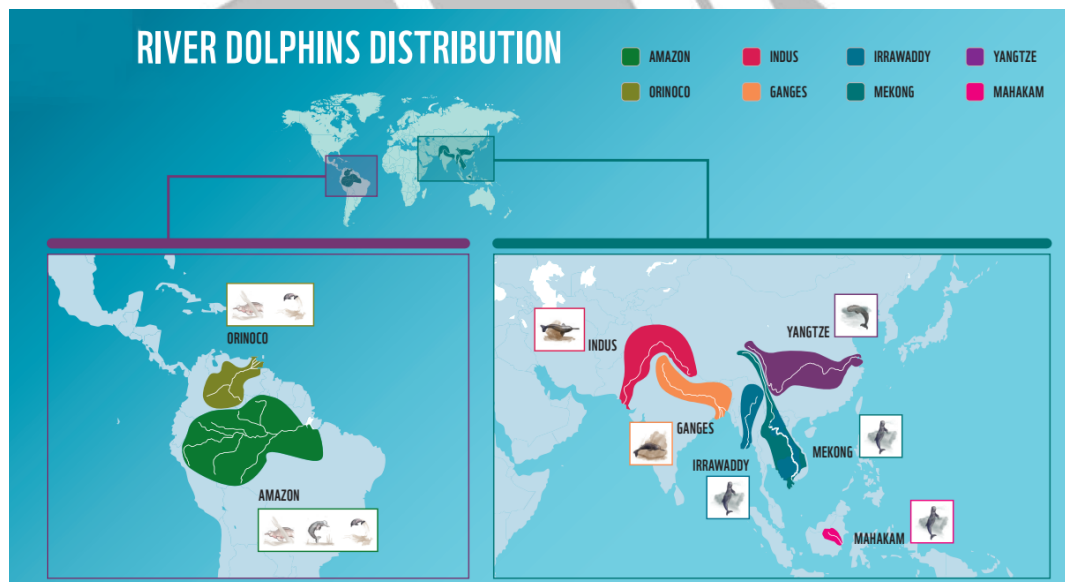 RIVER DOLPHINS DISTRIBUTION
AMAZON
INDUS
IRRAWADDY
YANGTZE
ORINOCO
GANGES
MEKONG
MAHAKAM
ORINOCO
AMAZON
INDUS
YANGTZE
GANGES
MEKONG
IRRAWADDY
MAHAKAM